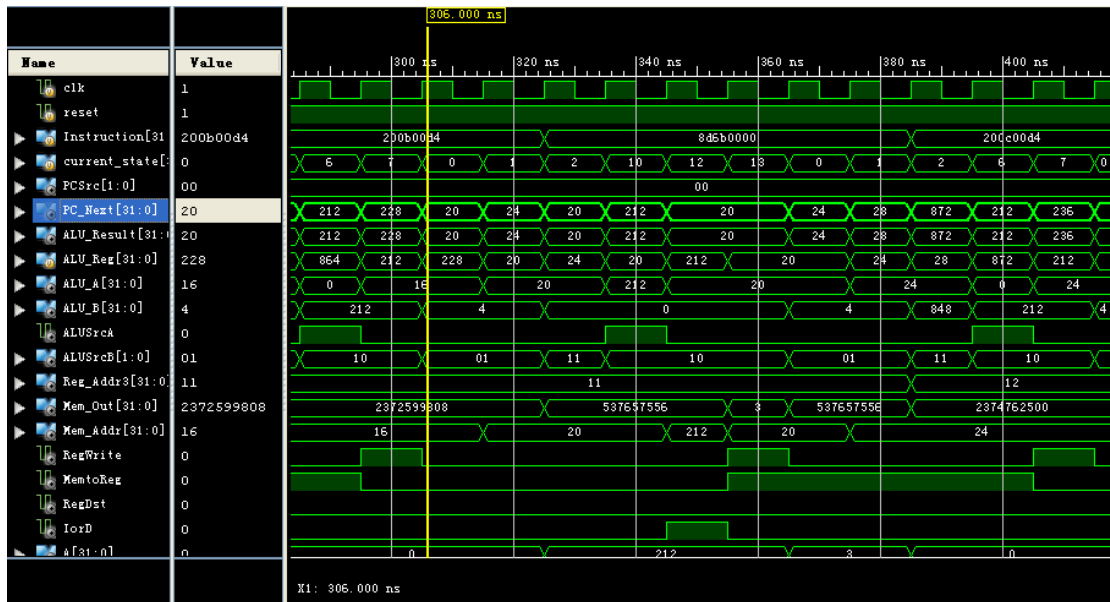 306.000 ns
Name Value
300 ns 320 ns 340 ns 360 ns 380 ns 400 ns
clk 1
reset 1
Instruction[31 200b00d4 200b00d4 8d6b0000 200c00d4
current_state[: 0 6 7 0 1 2 10 12 13 0 1 2 6 7 0
PCSrc[1:0] 00 00
PC_Next[31:0] 20 212 228 20 24 20 212 20 24 28 872 212 236
ALU_Result[31: 20 212 228 20 24 20 212 20 24 28 872 212 236
ALU_Reg[31:0] 228 864 212 228 20 24 20 212 20 24 28 872 212
ALU_A[31:0] 16 0 16 20 212 20 24 0 24
ALU_B[31:0] 4 212 4 0 4 848 212 4
ALUSrcA 0
ALUSrcB[1:0] 01 10 01 11 10 01 11 10
Reg_Addr3[31:0] 11 11 12
Mem_Out[31:0] 2372599808 2372599808 537657556 3 537657556 2374762500
Mem_Addr[31:0] 16 16 20 212 20 24
RegWrite 0
MemtoReg 0
RegDst 0
IorD 0
A[31:0] 0 0 212 3 0
X1: 306.000 ns